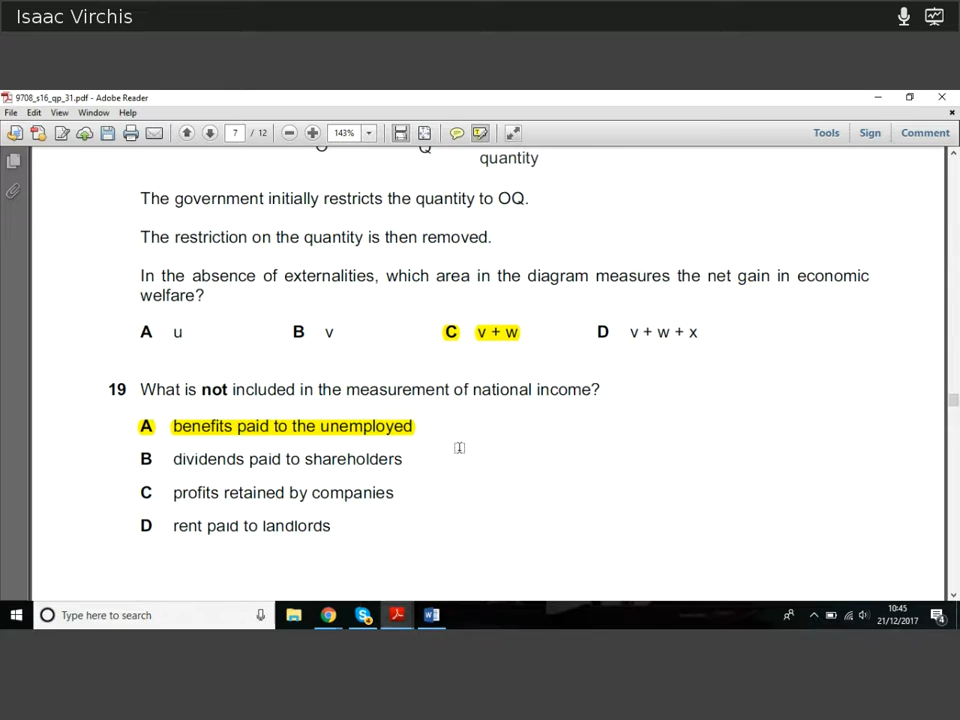 Isaac Virchis
9708_s16_qp_31.pdf - Adobe Reader
File Edit View Window Help
7 / 12 143% Tools Sign Comment
quantity
The government initially restricts the quantity to OQ.
The restriction on the quantity is then removed.
In the absence of externalities, which area in the diagram measures the net gain in economic
welfare?
A u B v C v + w D v + w + x
19 What is not included in the measurement of national income?
A benefits paid to the unemployed
B dividends paid to shareholders
C profits retained by companies
D rent paid to landlords
Type here to search
10:45
21/12/2017
4